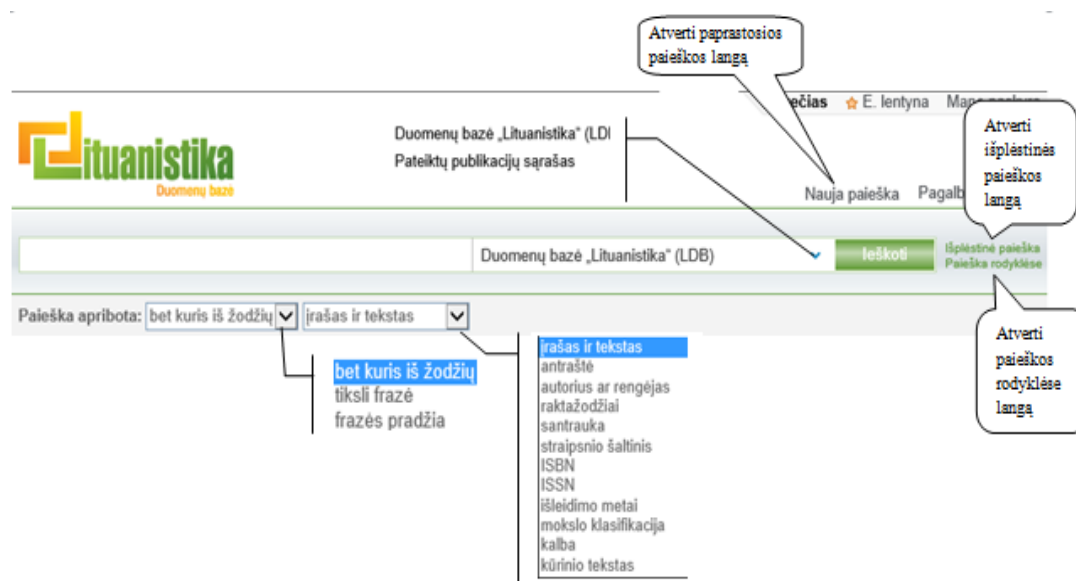 Atverti paprastosios
paieškos langą
ečias E. lentyna
Atverti
išplėstinės
paieškos
langą
Lituanistika
Duomenų bazė
Duomenų bazė „Lituanistika“ (LD
Pateiktų publikacijų sąrašas
Nauja paieška Pagalb
Duomenų bazė „Lituanistika“ (LDB) Ieškoti
Išplėstinė paieška
Paieška rodyklėse
Paieška apribota: bet kuris iš žodžių įrašas ir tekstas
bet kuris iš žodžių
tiksli frazė
frazės pradžia
įrašas ir tekstas
antraštė
autorius ar rengėjas
raktažodžiai
santrauka
straipsnio šaltinis
ISBN
ISSN
išleidimo metai
mokslo klasifikacija
kalba
kūrinio tekstas
Atverti
paieškos
rodyklėse
langą